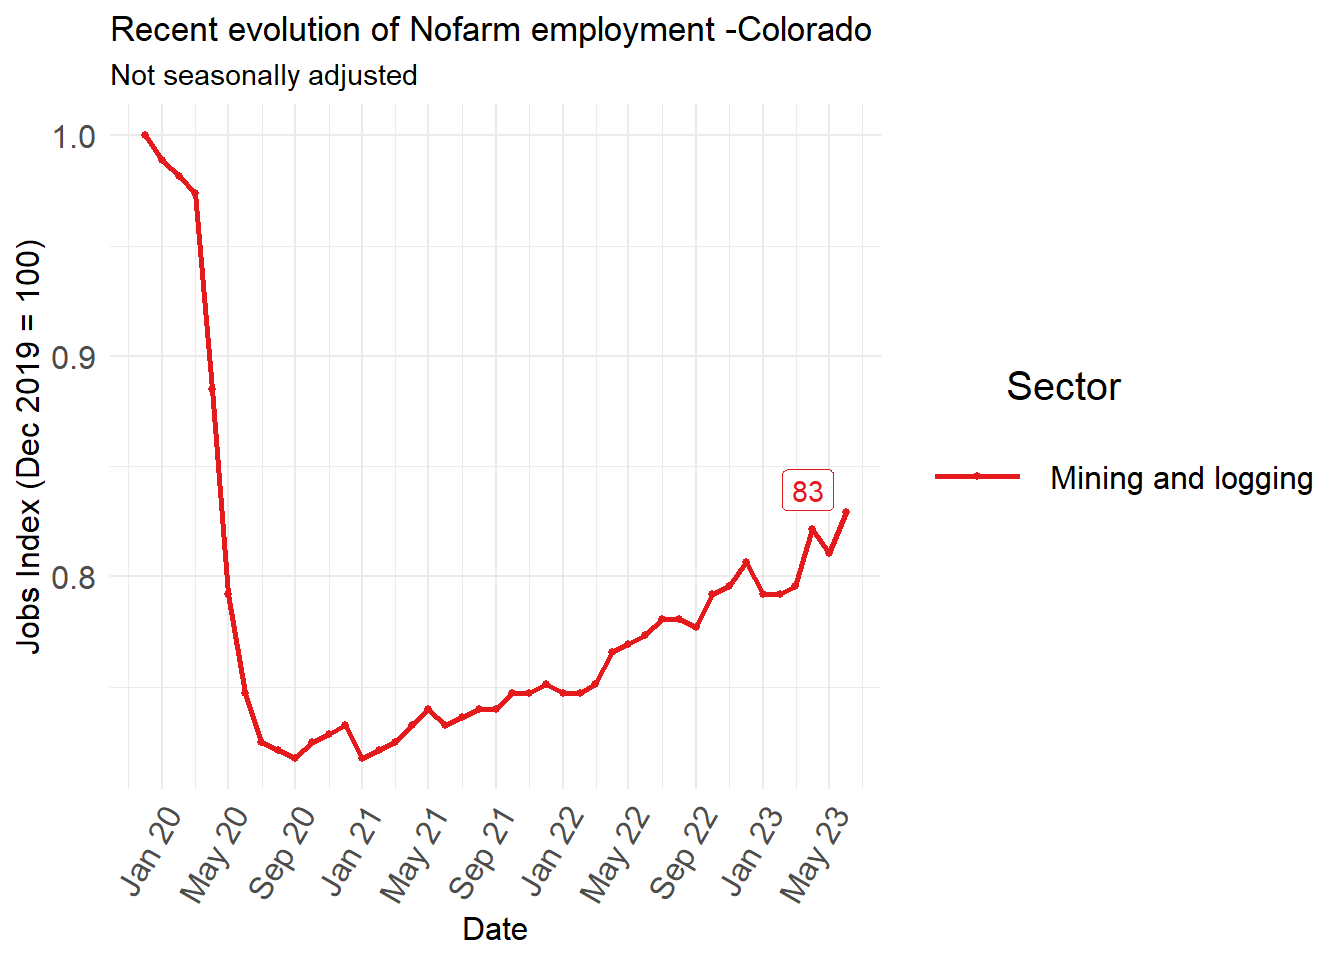 Recent evolution of Nofarm employment -Colorado
Not seasonally adjusted
Jobs Index (Dec 2019 = 100)
1.0
0.9
0.8
83
Jan 20
May 20
Sep 20
Jan 21
May 21
Sep 21
Jan 22
May 22
Sep 22
Jan 23
May 23
Date
Sector
Mining and logging